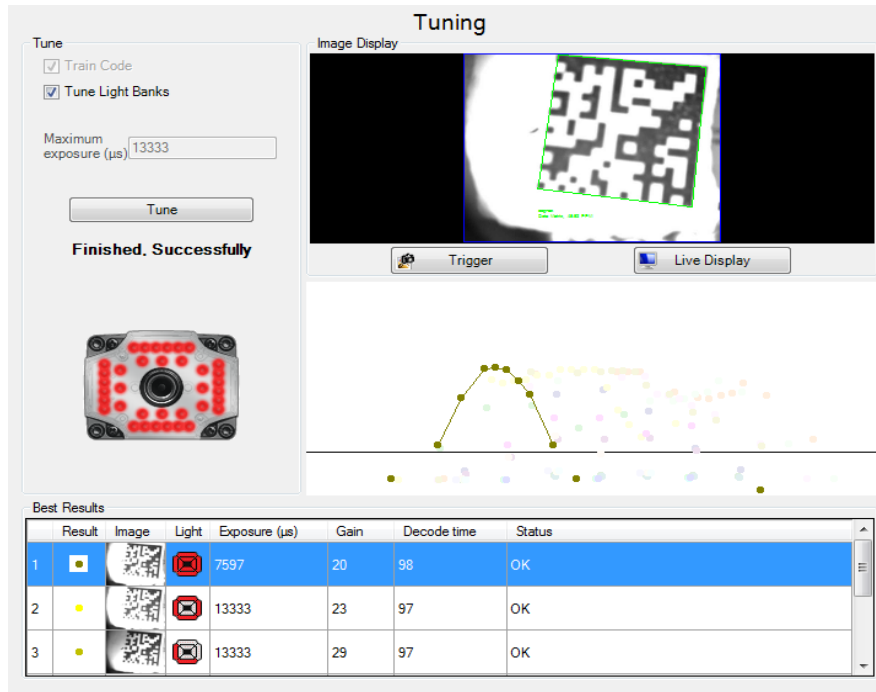 Tuning
Tune
Train Code
Tune Light Banks
Maximum
exposure (µs)
13333
Tune
Finished, Successfully
Image Display
Trigger
Live Display
Best Results
Result Image Light Exposure (µs) Gain Decode time Status
1 7597 20 98 OK
2 13333 23 97 OK
3 13333 29 97 OK